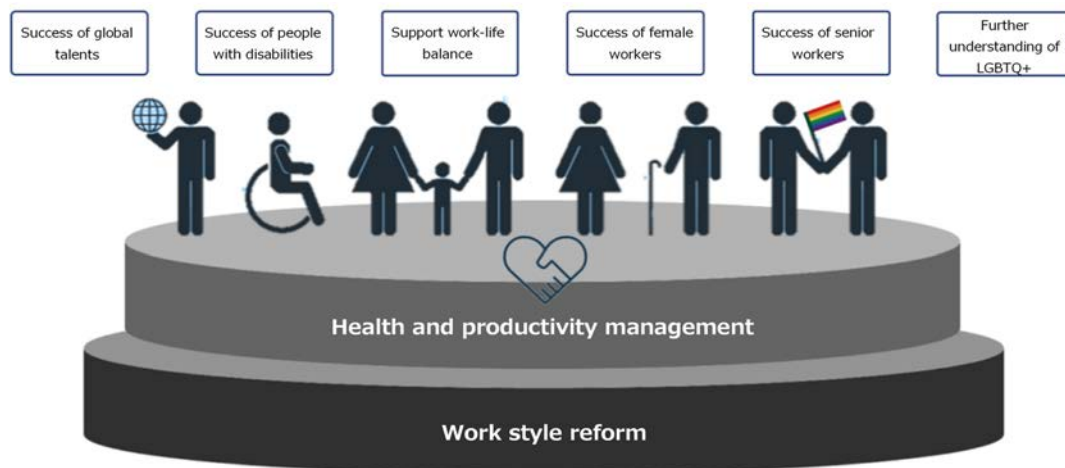 Success of global
talents
Success of people
with disabilities
Support work-life
balance
Success of female
workers
Success of senior
workers
Further
understanding of
LGBTQ+
Health and productivity management
Work style reform